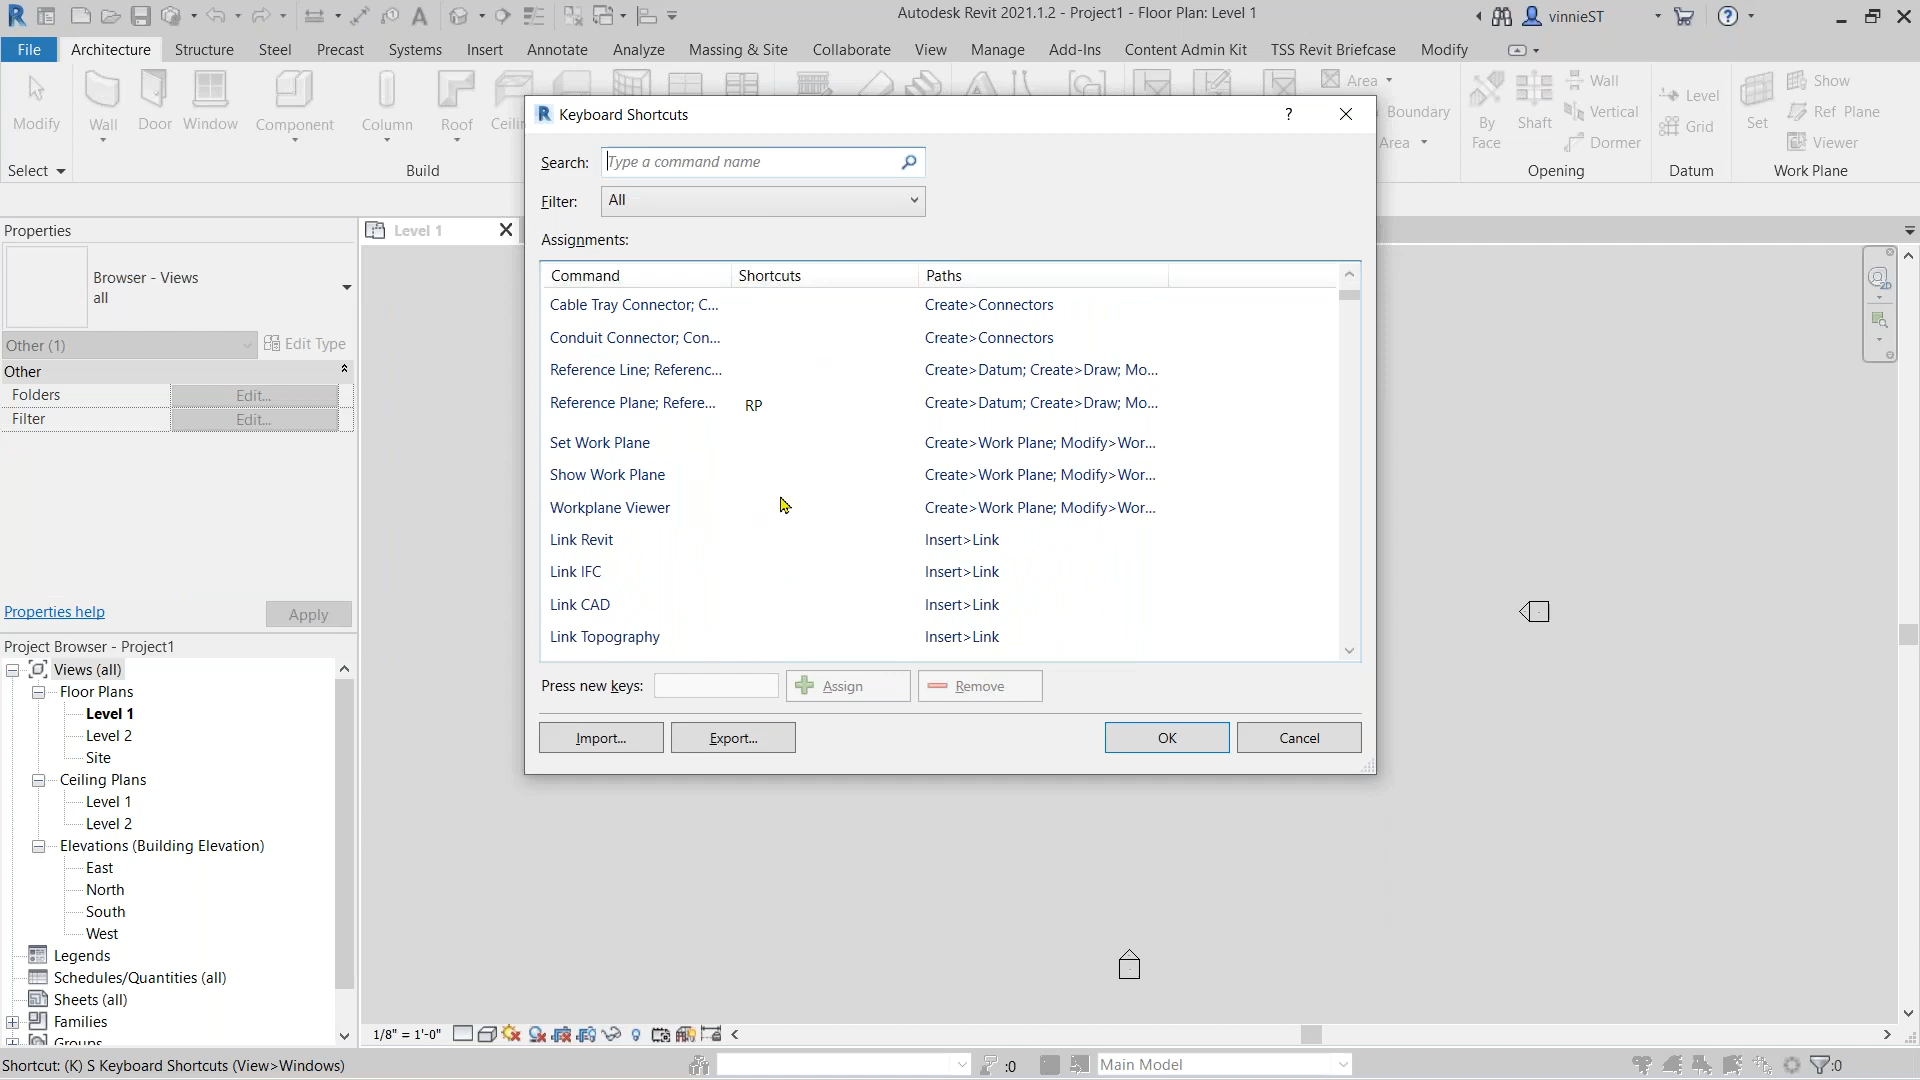 Autodesk Revit 2021.1.2 - Project1 - Floor Plan: Level 1
vinnieST
File Architecture Structure Steel Precast Systems Insert Annotate Analyze Massing & Site Collaborate View Manage Add-Ins Content Admin Kit TSS Revit Briefcase Modify
Modify Wall Door Window Component Column Roof
Area
Boundary
Area
By Face
Shaft
Wall
Vertical
Dormer
Level
Grid
Set
Show
Ref Plane
Viewer
Select Build Opening Datum Work Plane
Keyboard Shortcuts
Search: Type a command name
Filter: All
Assignments:
Command Shortcuts Paths
Cable Tray Connector; C... Create>Connectors
Conduit Connector; Con... Create>Connectors
Reference Line; Referenc... Create>Datum; Create>Draw; Mo...
Reference Plane; Refere... RP Create>Datum; Create>Draw; Mo...
Set Work Plane Create>Work Plane; Modify>Wor...
Show Work Plane Create>Work Plane; Modify>Wor...
Workplane Viewer Create>Work Plane; Modify>Wor...
Link Revit Insert>Link
Link IFC Insert>Link
Link CAD Insert>Link
Link Topography Insert>Link
Press new keys: Assign Remove
Import... Export... OK Cancel
Properties
Level 1
Browser - Views
all
Other (1) Edit Type
Other
Folders Edit...
Filter Edit...
Properties help Apply
Project Browser - Project1
Views (all)
Floor Plans
Level 1
Level 2
Site
Ceiling Plans
Level 1
Level 2
Elevations (Building Elevation)
East
North
South
West
Legends
Schedules/Quantities (all)
Sheets (all)
Families
Groups
2D
1/8" = 1'-0"
Shortcut: (K) S Keyboard Shortcuts (View>Windows)
:0
Main Model
:0